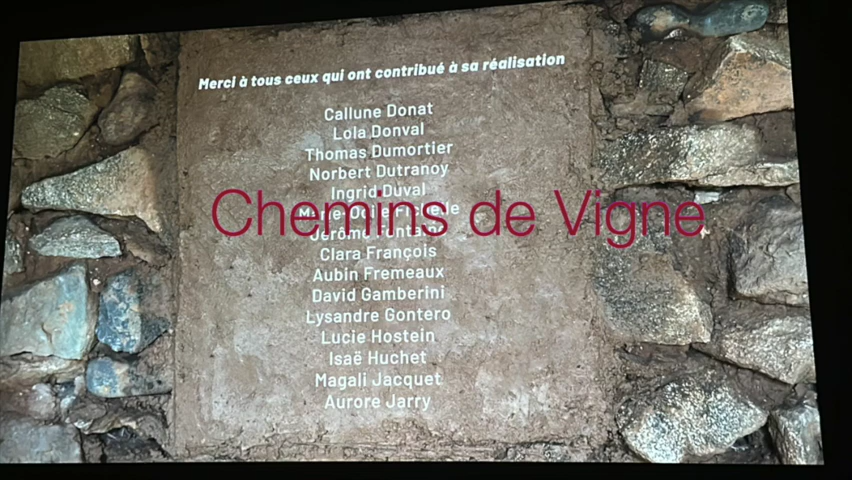 Merci à tous ceux qui ont contribué à sa réalisation
Callune Donat
Lola Donval
Thomas Dumortier
Norbert Dutranoy
Ingrid Duval
Chemins de Vigne
Jérôme
Clara François
Aubin Fremeaux
David Gamberini
Lysandre Gontero
Lucie Hostein
Isaë Huchet
Magali Jacquet
Aurore Jarry